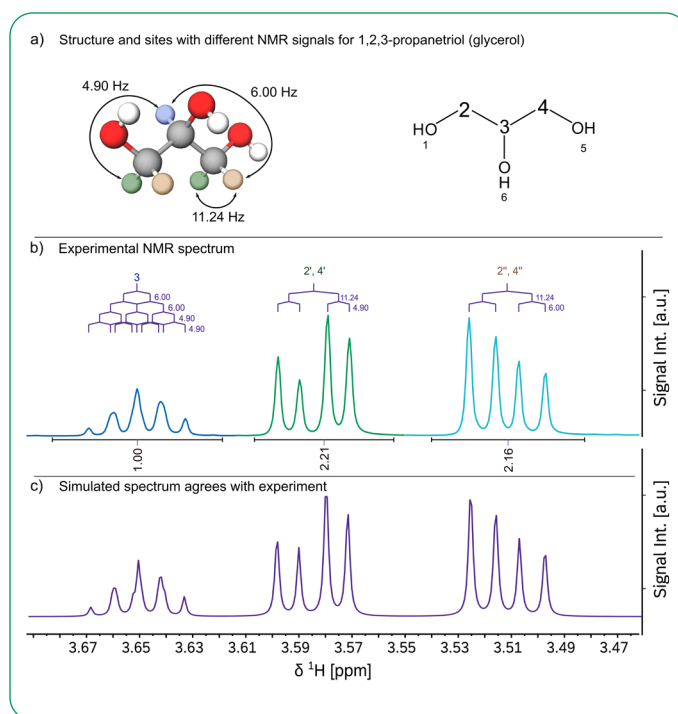 a) Structure and sites with different NMR signals for 1,2,3-propanetriol (glycerol)
4.90 Hz
6.00 Hz
11.24 Hz
2
4
3
HO
1
OH
5
O
H
6
b) Experimental NMR spectrum
3
6.00
6.00
4.90
4.90
2', 4'
11.24
4.90
2", 4"
11.24
6.00
Signal Int. [a.u.]
1.00
2.21
2.16
c) Simulated spectrum agrees with experiment
Signal Int. [a.u.]
3.67 3.65 3.63 3.61 3.59 3.57 3.55 3.53 3.51 3.49 3.47
δ ¹H [ppm]